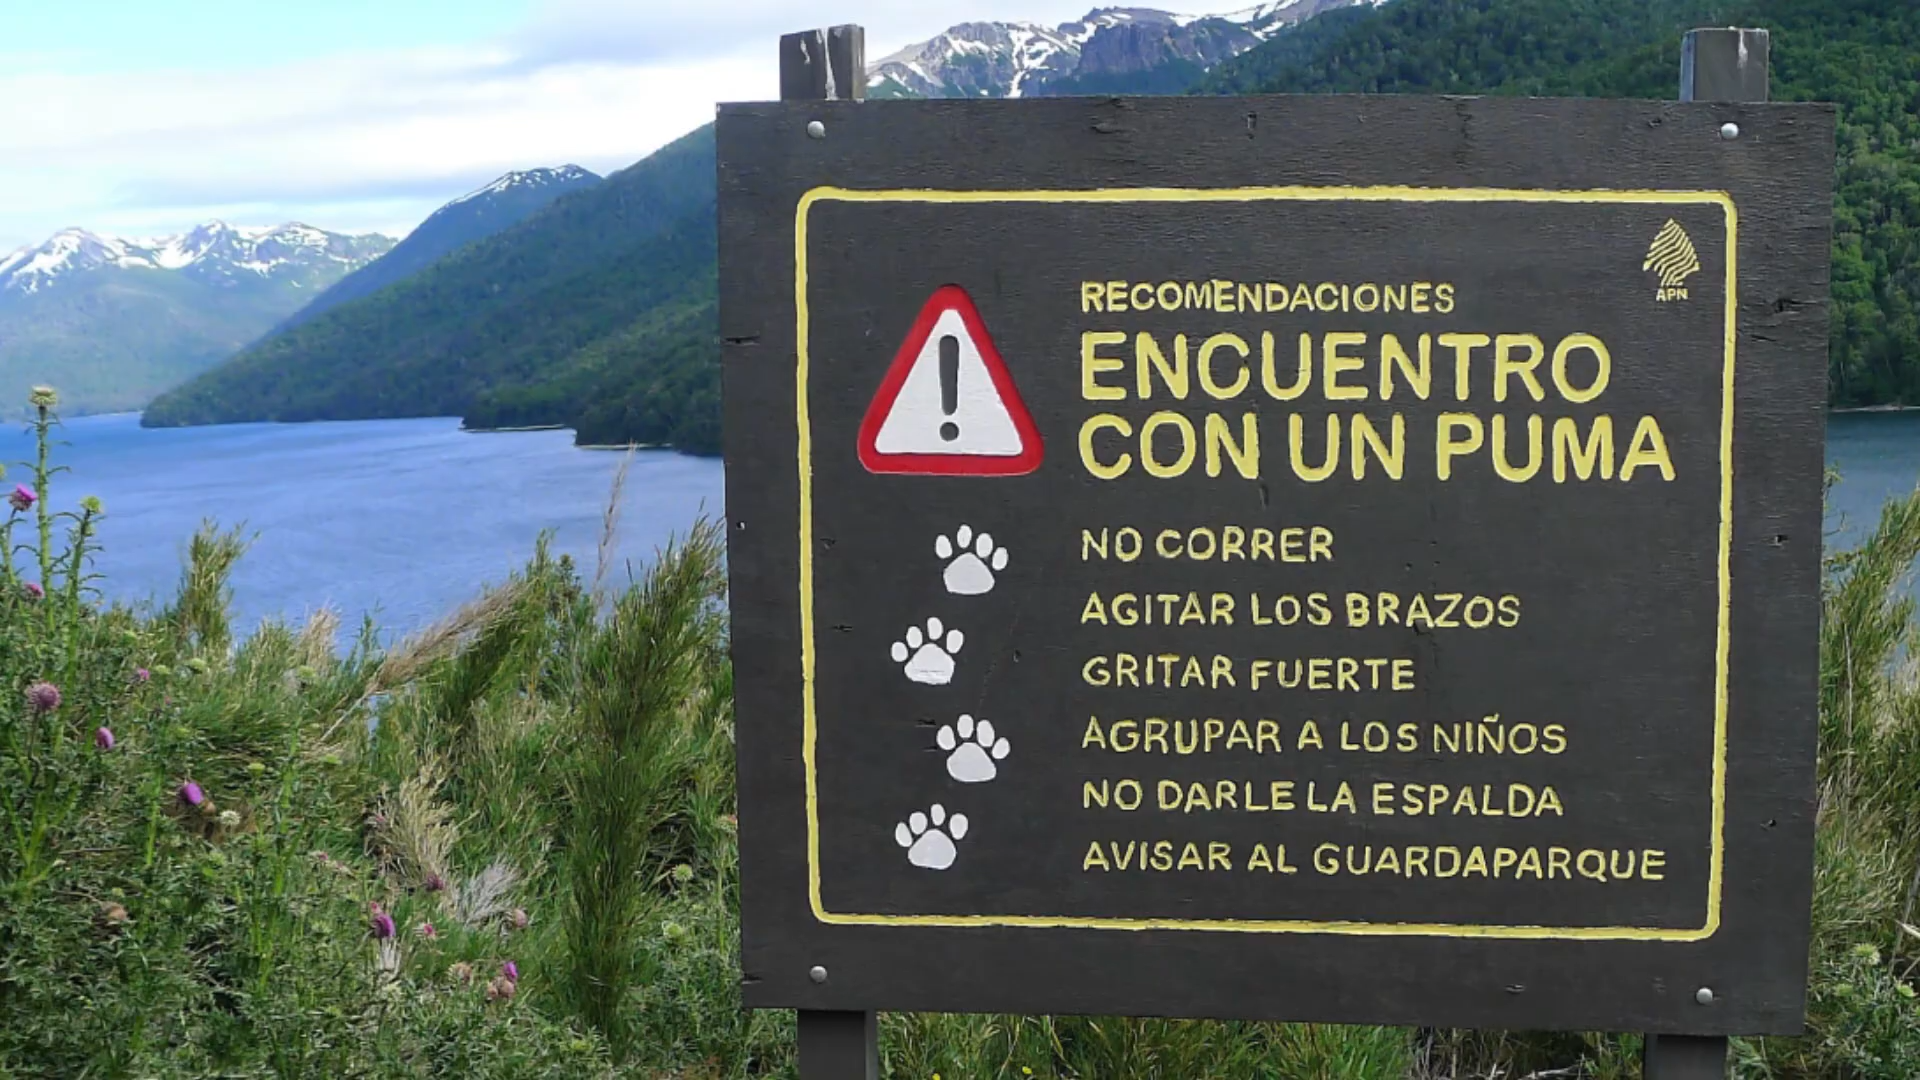 APN
RECOMENDACIONES
ENCUENTRO
CON UN PUMA
NO CORRER
AGITAR LOS BRAZOS
GRITAR FUERTE
AGRUPAR A LOS NIÑOS
NO DARLE LA ESPALDA
AVISAR AL GUARDAPARQUE